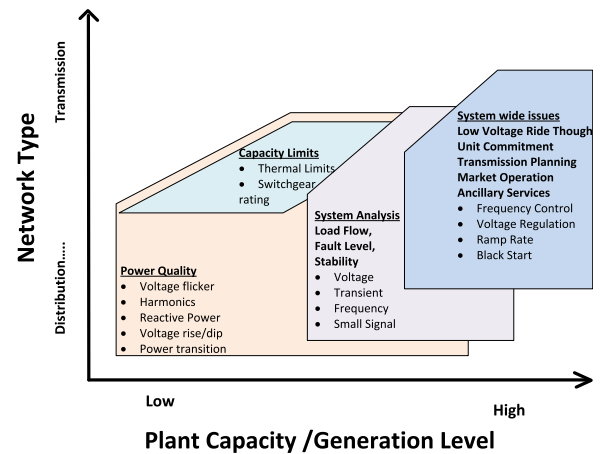 Network Type
Transmission
Distribution.....
Capacity Limits
• Thermal Limits
• Switchgear
rating
Power Quality
• Voltage flicker
• Harmonics
• Reactive Power
• Voltage rise/dip
• Power transition
System Analysis
Load Flow,
Fault Level,
Stability
• Voltage
• Transient
• Frequency
• Small Signal
System wide issues
Low Voltage Ride Though
Unit Commitment
Transmission Planning
Market Operation
Ancillary Services
• Frequency Control
• Voltage Regulation
• Ramp Rate
• Black Start
Low
High
Plant Capacity /Generation Level